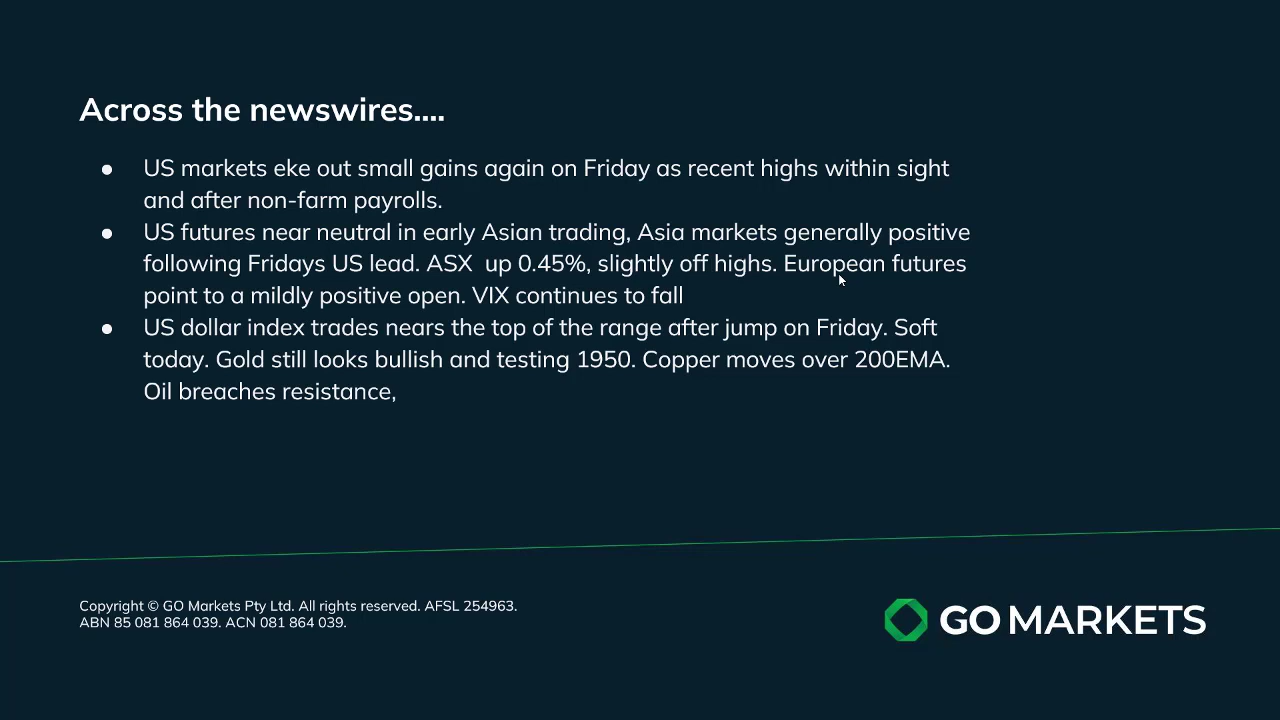 Across the newswires....
● US markets eke out small gains again on Friday as recent highs within sight
and after non-farm payrolls.
● US futures near neutral in early Asian trading, Asia markets generally positive
following Fridays US lead. ASX  up 0.45%, slightly off highs. European futures
point to a mildly positive open. VIX continues to fall
● US dollar index trades nears the top of the range after jump on Friday. Soft
today. Gold still looks bullish and testing 1950. Copper moves over 200EMA.
Oil breaches resistance,
Copyright © GO Markets Pty Ltd. All rights reserved. AFSL 254963.
ABN 85 081 864 039. ACN 081 864 039.
GO MARKETS